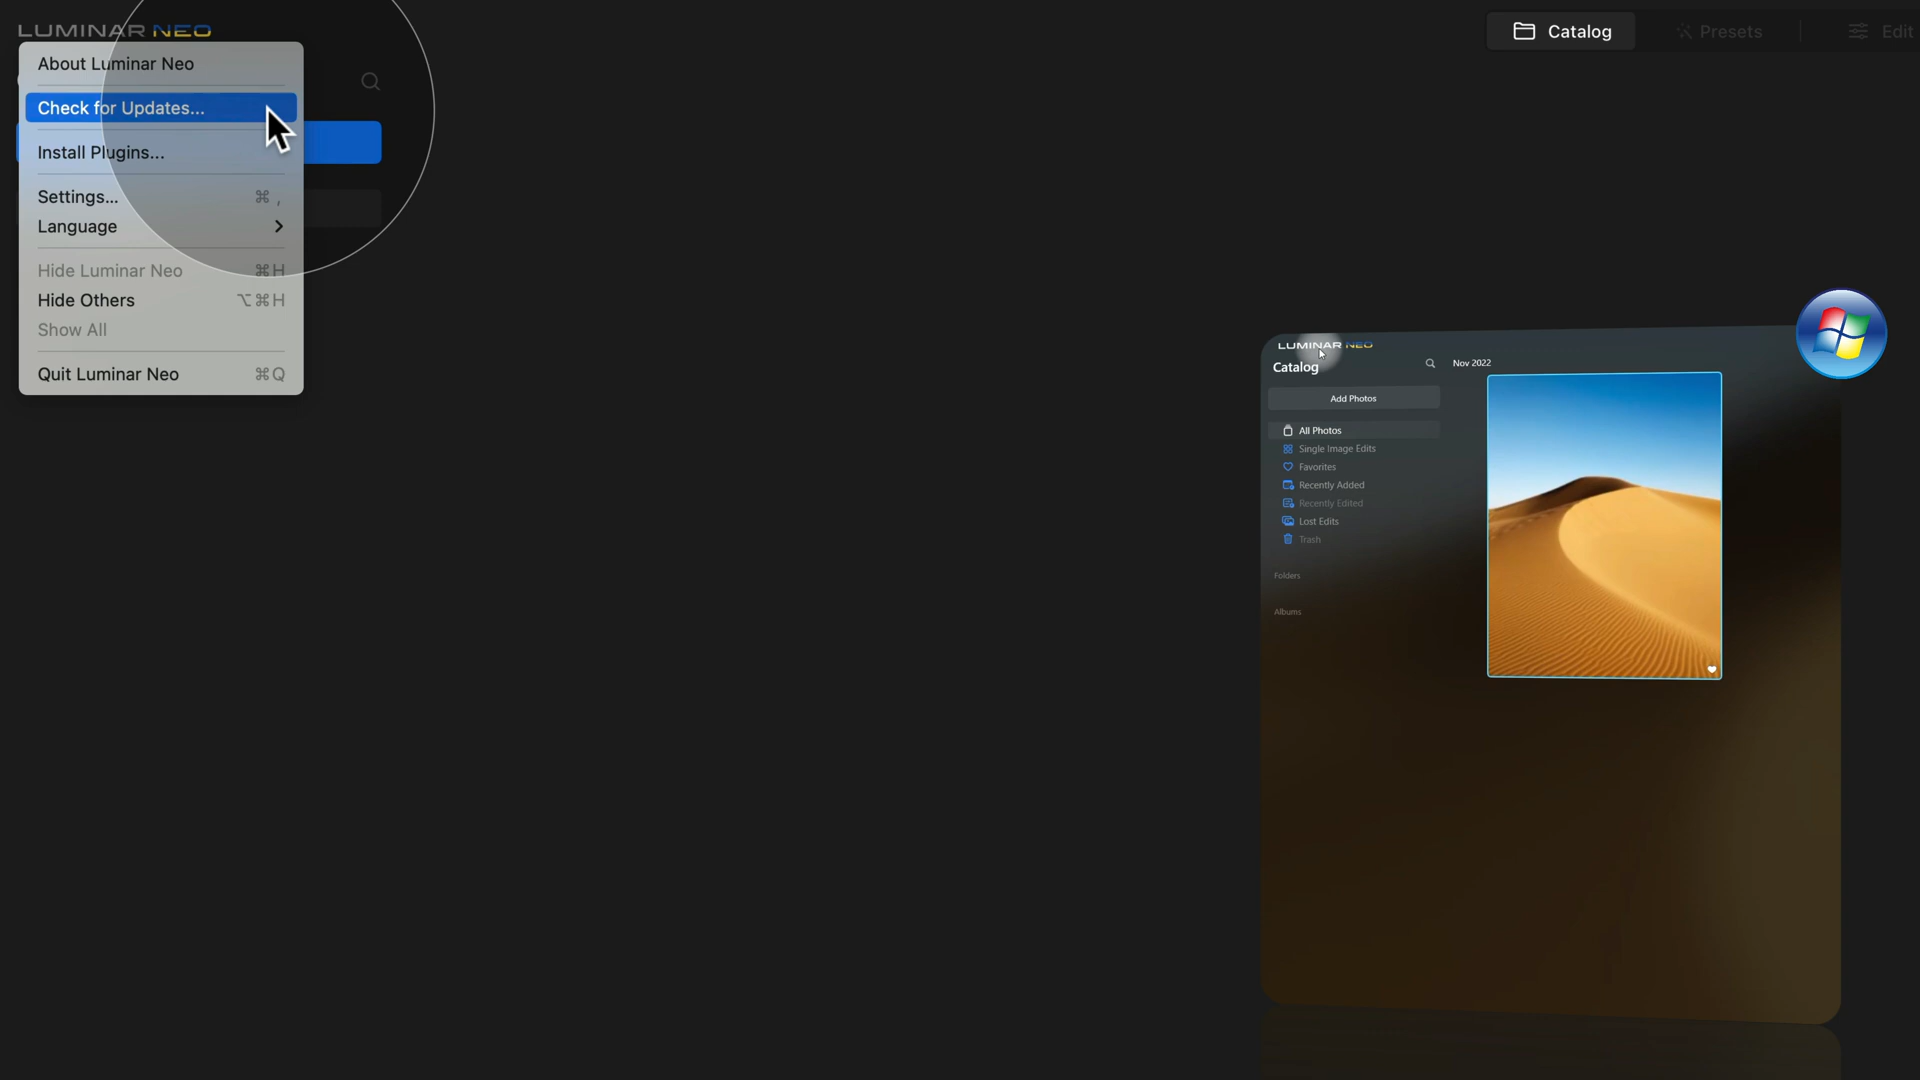 LUMINAR NEO
About Luminar Neo
Check for Updates...
Install Plugins...
Settings... ⌘ ,
Language
Hide Luminar Neo ⌘H
Hide Others ⌥⌘H
Show All
Quit Luminar Neo ⌘Q
Catalog
Presets
Edit
LUMINAR NEO
Catalog
Nov 2022
Add Photos
All Photos
Single Image Edits
Favorites
Recently Added
Recently Edited
Lost Edits
Trash
Folders
Albums